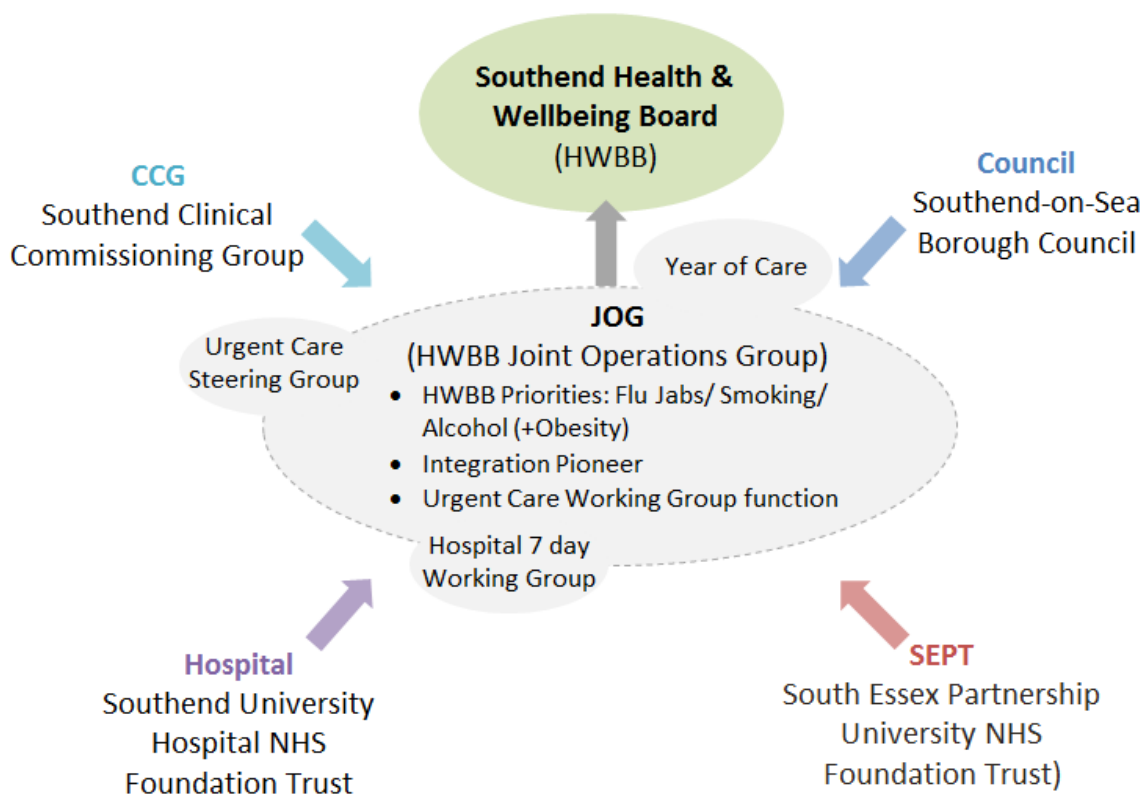 Southend Health &
Wellbeing Board
(HWBB)
CCG
Southend Clinical
Commissioning Group
Council
Southend-on-Sea
Borough Council
Year of Care
Urgent Care
Steering Group
JOG
(HWBB Joint Operations Group)
• HWBB Priorities: Flu Jabs/ Smoking/
Alcohol (+Obesity)
• Integration Pioneer
• Urgent Care Working Group function
Hospital 7 day
Working Group
Hospital
Southend University
Hospital NHS
Foundation Trust
SEPT
South Essex Partnership
University NHS
Foundation Trust)